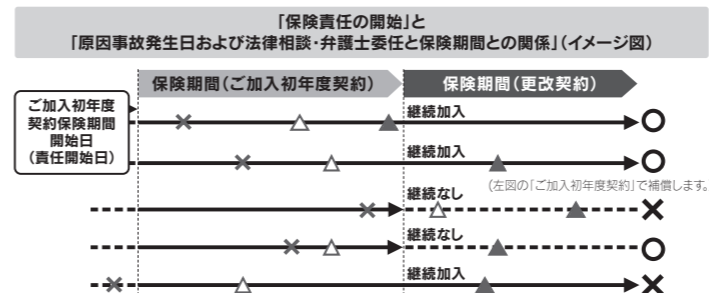 「保険責任の開始」と
「原因事故発生日および法律相談・弁護士委任と保険期間との関係」(イメージ図)
保険期間(ご加入初年度契約)
保険期間(更改契約)
ご加入初年度
契約保険期間
開始日
(責任開始日)
継続加入
継続加入
(左図の「ご加入初年度契約」で補償します。
継続なし
継続なし
継続加入